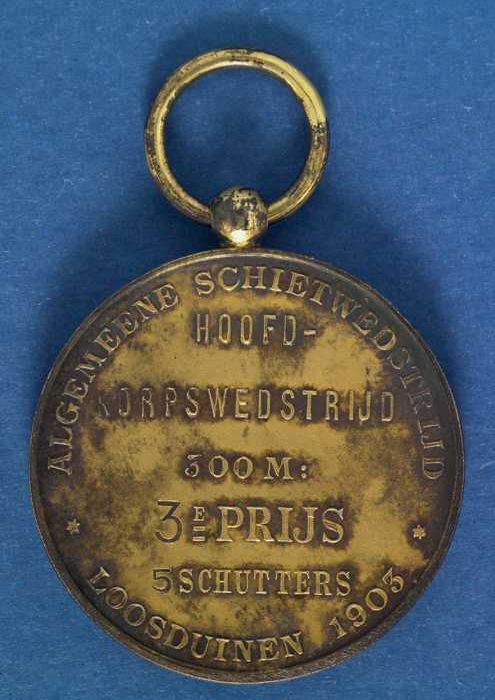 ALGEMEENE SCHIETWEDSTRIJD
HOOFD-
KORPSWEDSTRIJD
300 M:
3E PRIJS
5 SCHUTTERS
LOOSDUINEN 1903